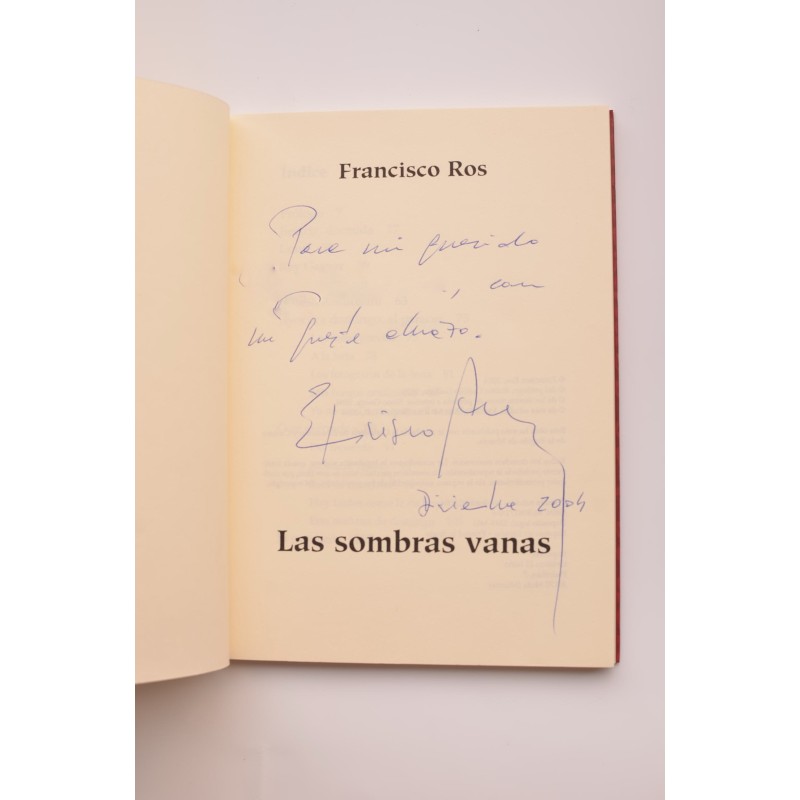 Francisco Ros
Para mi querido
, con
un fuerte abrazo.
Diciembre 2004
Las sombras vanas